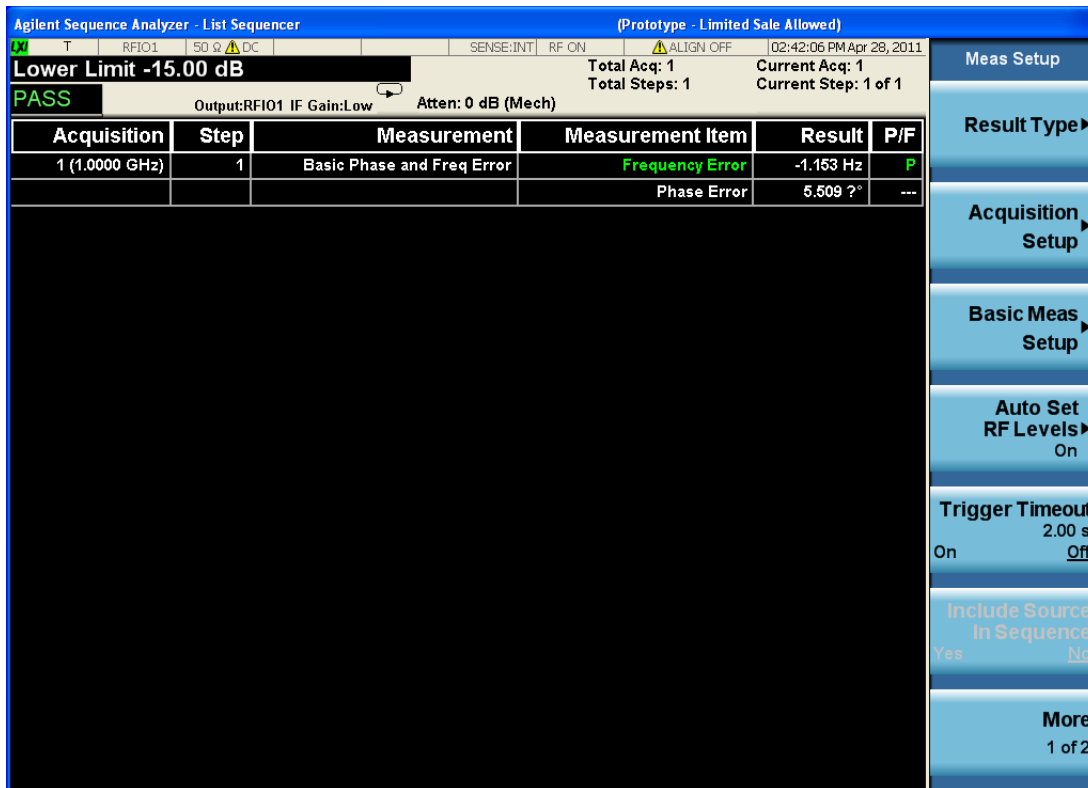 Agilent Sequence Analyzer - List Sequencer (Prototype - Limited Sale Allowed)
LXI T RFIO1 50 Ω DC SENSE:INT RF ON ALIGN OFF 02:42:06 PM Apr 28, 2011
Lower Limit -15.00 dB
Total Acq: 1 Current Acq: 1
Total Steps: 1 Current Step: 1 of 1
PASS
Output:RFIO1 IF Gain:Low Atten: 0 dB (Mech)
Acquisition Step Measurement Measurement Item Result P/F
1 (1.0000 GHz) 1 Basic Phase and Freq Error Frequency Error -1.153 Hz P
Phase Error 5.509 ?° ---
Meas Setup
Result Type
Acquisition
Setup
Basic Meas
Setup
Auto Set
RF Levels
On
Trigger Timeout
2.00 s
On Off
Include Source
In Sequence
Yes No
More
1 of 2